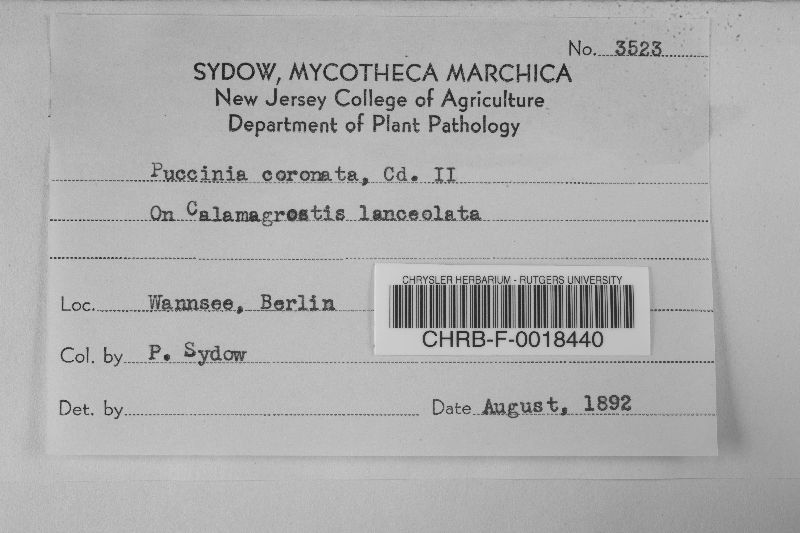 No. 3523
SYDOW, MYCOTHECA MARCHICA
New Jersey College of Agriculture
Department of Plant Pathology
Puccinia coronata, Cd. II
On Calamagrostis lanceolata
CHRYSLER HERBARIUM - RUTGERS UNIVERSITY
CHRB-F-0018440
Loc. Wannsee, Berlin
Col. by P. Sydow
Det. by
Date August, 1892